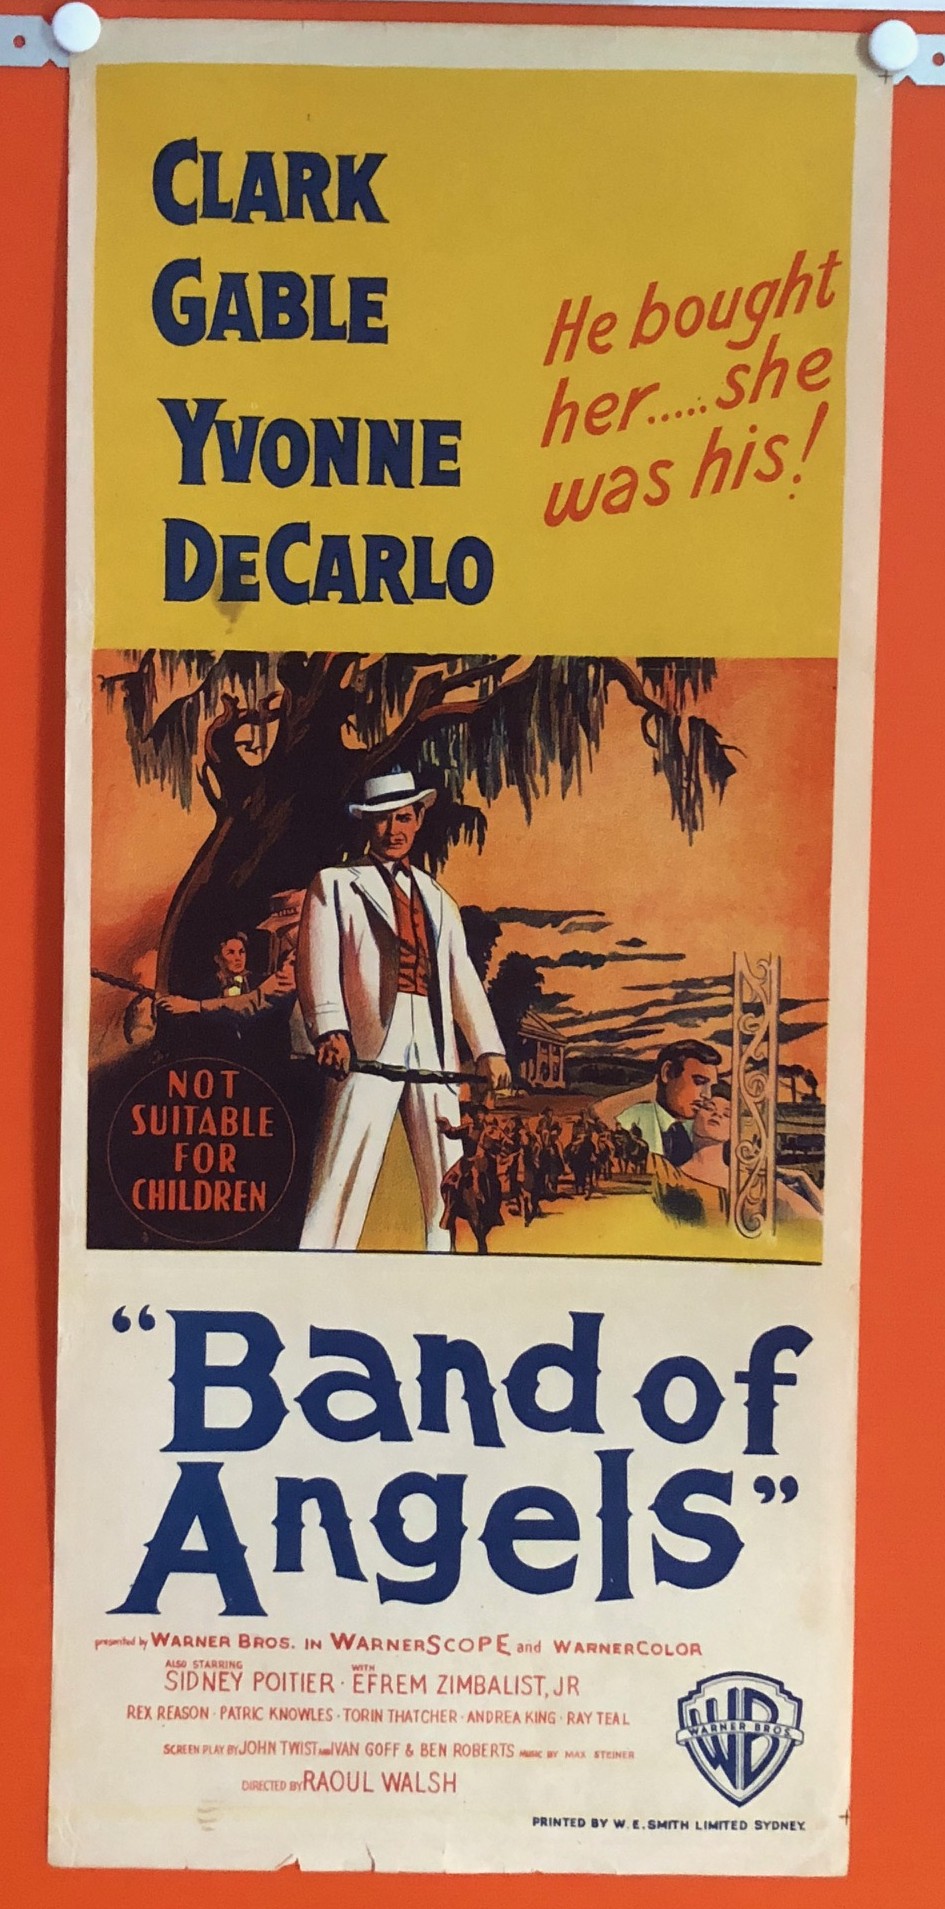 CLARK
GABLE
YVONNE
DECARLO
He bought
her.....she
was his!
NOT
SUITABLE
FOR
CHILDREN
“Band of
Angels”
presented by WARNER BROS. IN WARNERSCOPE and WARNERCOLOR
ALSO STARRING
SIDNEY POITIER · WITH EFREM ZIMBALIST, JR
REX REASON · PATRIC KNOWLES · TORIN THATCHER · ANDREA KING · RAY TEAL
SCREEN PLAY BY JOHN TWIST and IVAN GOFF & BEN ROBERTS MUSIC BY MAX STEINER
DIRECTED BY RAOUL WALSH
WB
WARNER BROS.
PRINTED BY W. E. SMITH LIMITED SYDNEY.